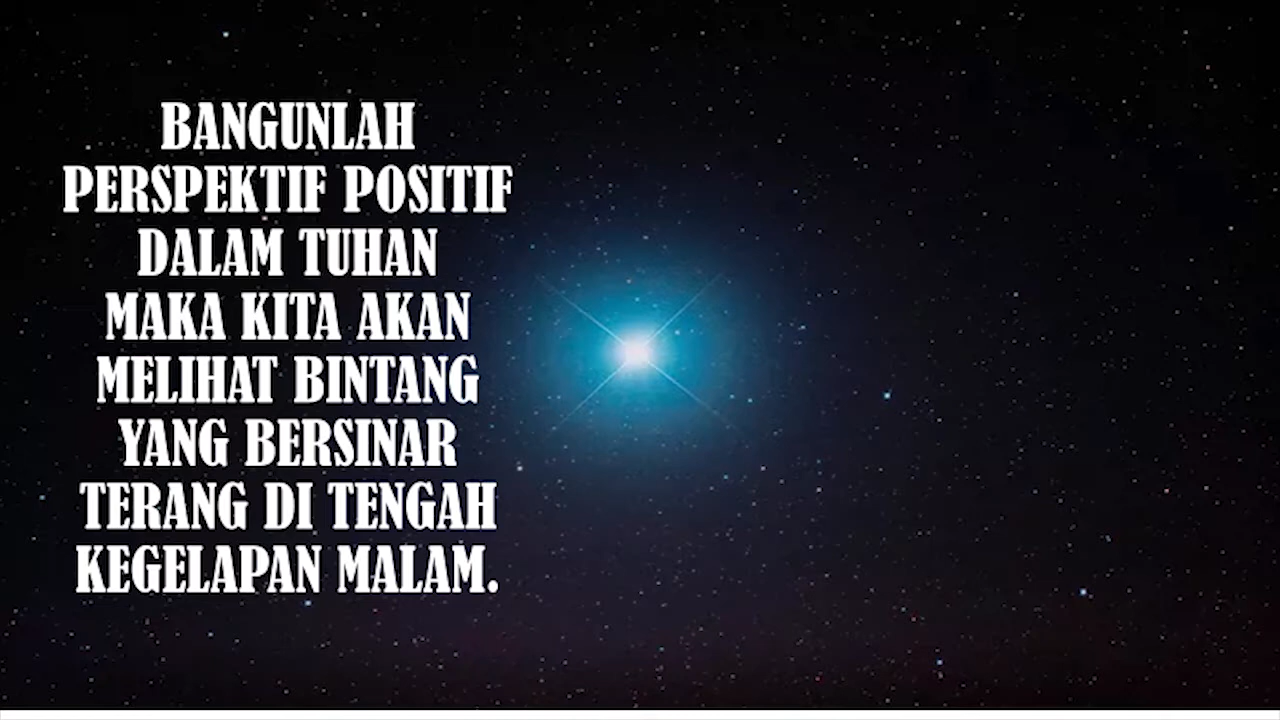 BANGUNLAH
PERSPEKTIF POSITIF
DALAM TUHAN
MAKA KITA AKAN
MELIHAT BINTANG
YANG BERSINAR
TERANG DI TENGAH
KEGELAPAN MALAM.